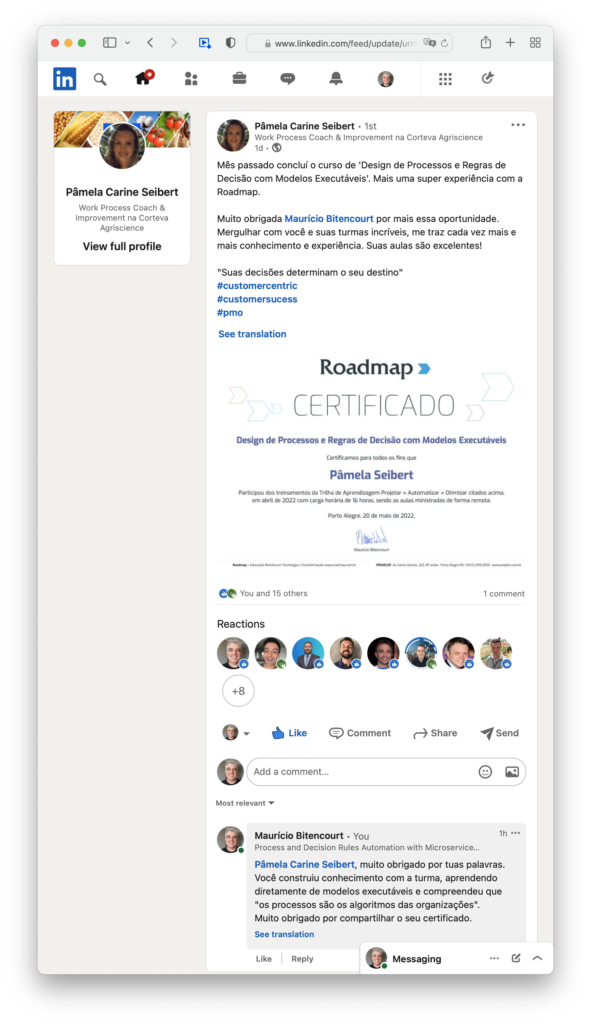 www.linkedin.com/feed/update/urn
in
Pâmela Carine Seibert
Work Process Coach &
Improvement na Corteva
Agriscience
View full profile
Pâmela Carine Seibert • 1st
Work Process Coach & Improvement na Corteva Agriscience
1d •
Mês passado concluí o curso de 'Design de Processos e Regras de
Decisão com Modelos Executáveis'. Mais uma super experiência com a
Roadmap.
Muito obrigada Maurício Bitencourt por mais essa oportunidade.
Mergulhar com você e suas turmas incríveis, me traz cada vez mais e
mais conhecimento e experiência. Suas aulas são excelentes!
"Suas decisões determinam o seu destino"
#customercentric
#customersucess
#pmo
See translation
Roadmap
CERTIFICADO
Design de Processos e Regras de Decisão com Modelos Executáveis
Certificamos para todos os fins que
Pâmela Seibert
Participou dos treinamentos da Trilha de Aprendizagem Projetar » Automatizar » Otimizar citados acima,
em abril de 2022 com carga horária de 16 horas, sendo as aulas ministradas de forma remota.
Porto Alegre, 20 de maio de 2022.
Maurício Bitencourt
You and 15 others
1 comment
Reactions
+8
Like
Comment
Share
Send
Add a comment...
Most relevant
Maurício Bitencourt • You
1h
Process and Decision Rules Automation with Microservice...
Pâmela Carine Seibert, muito obrigado por tuas palavras.
Você construiu conhecimento com a turma, aprendendo
diretamente de modelos executáveis e compreendeu que
"os processos são os algoritmos das organizações".
Muito obrigado por compartilhar o seu certificado.
See translation
Like | Reply
Messaging